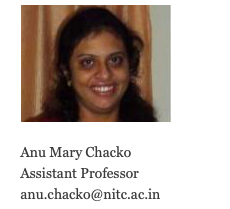 Anu Mary Chacko
Assistant Professor
anu.chacko@nitc.ac.in